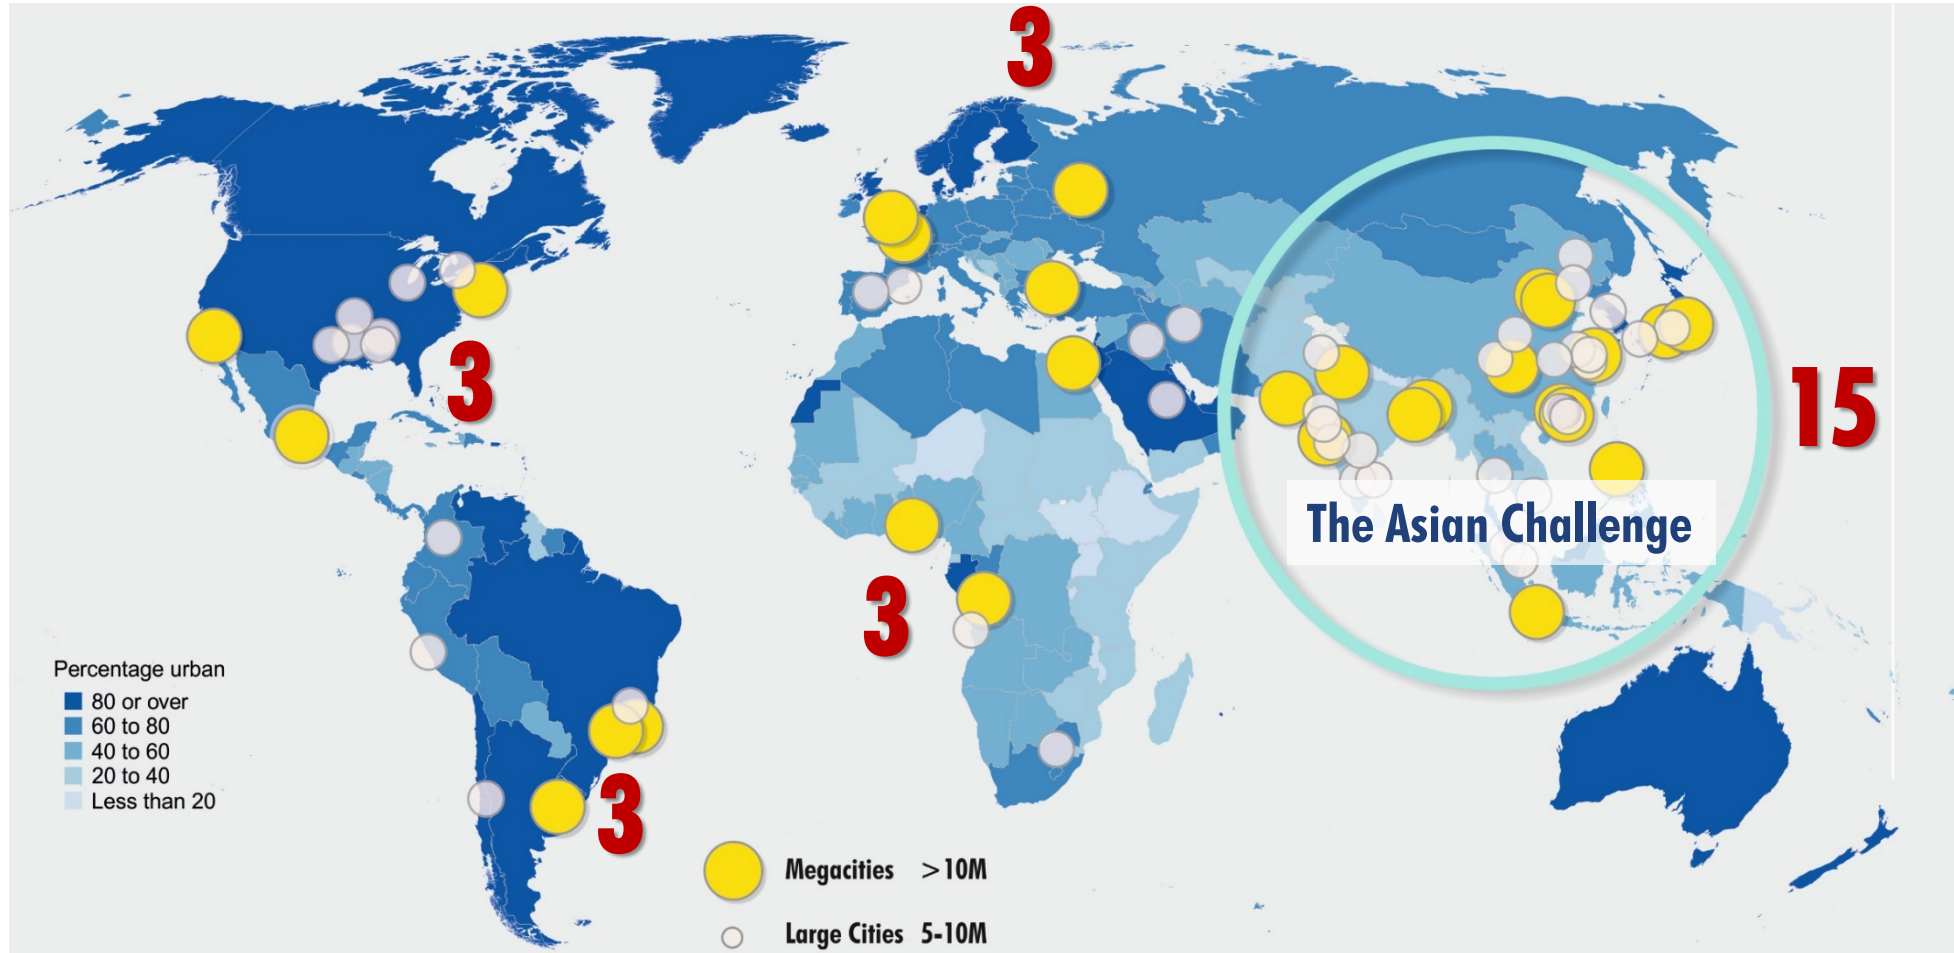 3
3
15
The Asian Challenge
3
3
Percentage urban
80 or over
60 to 80
40 to 60
20 to 40
Less than 20
Megacities >10M
Large Cities 5-10M